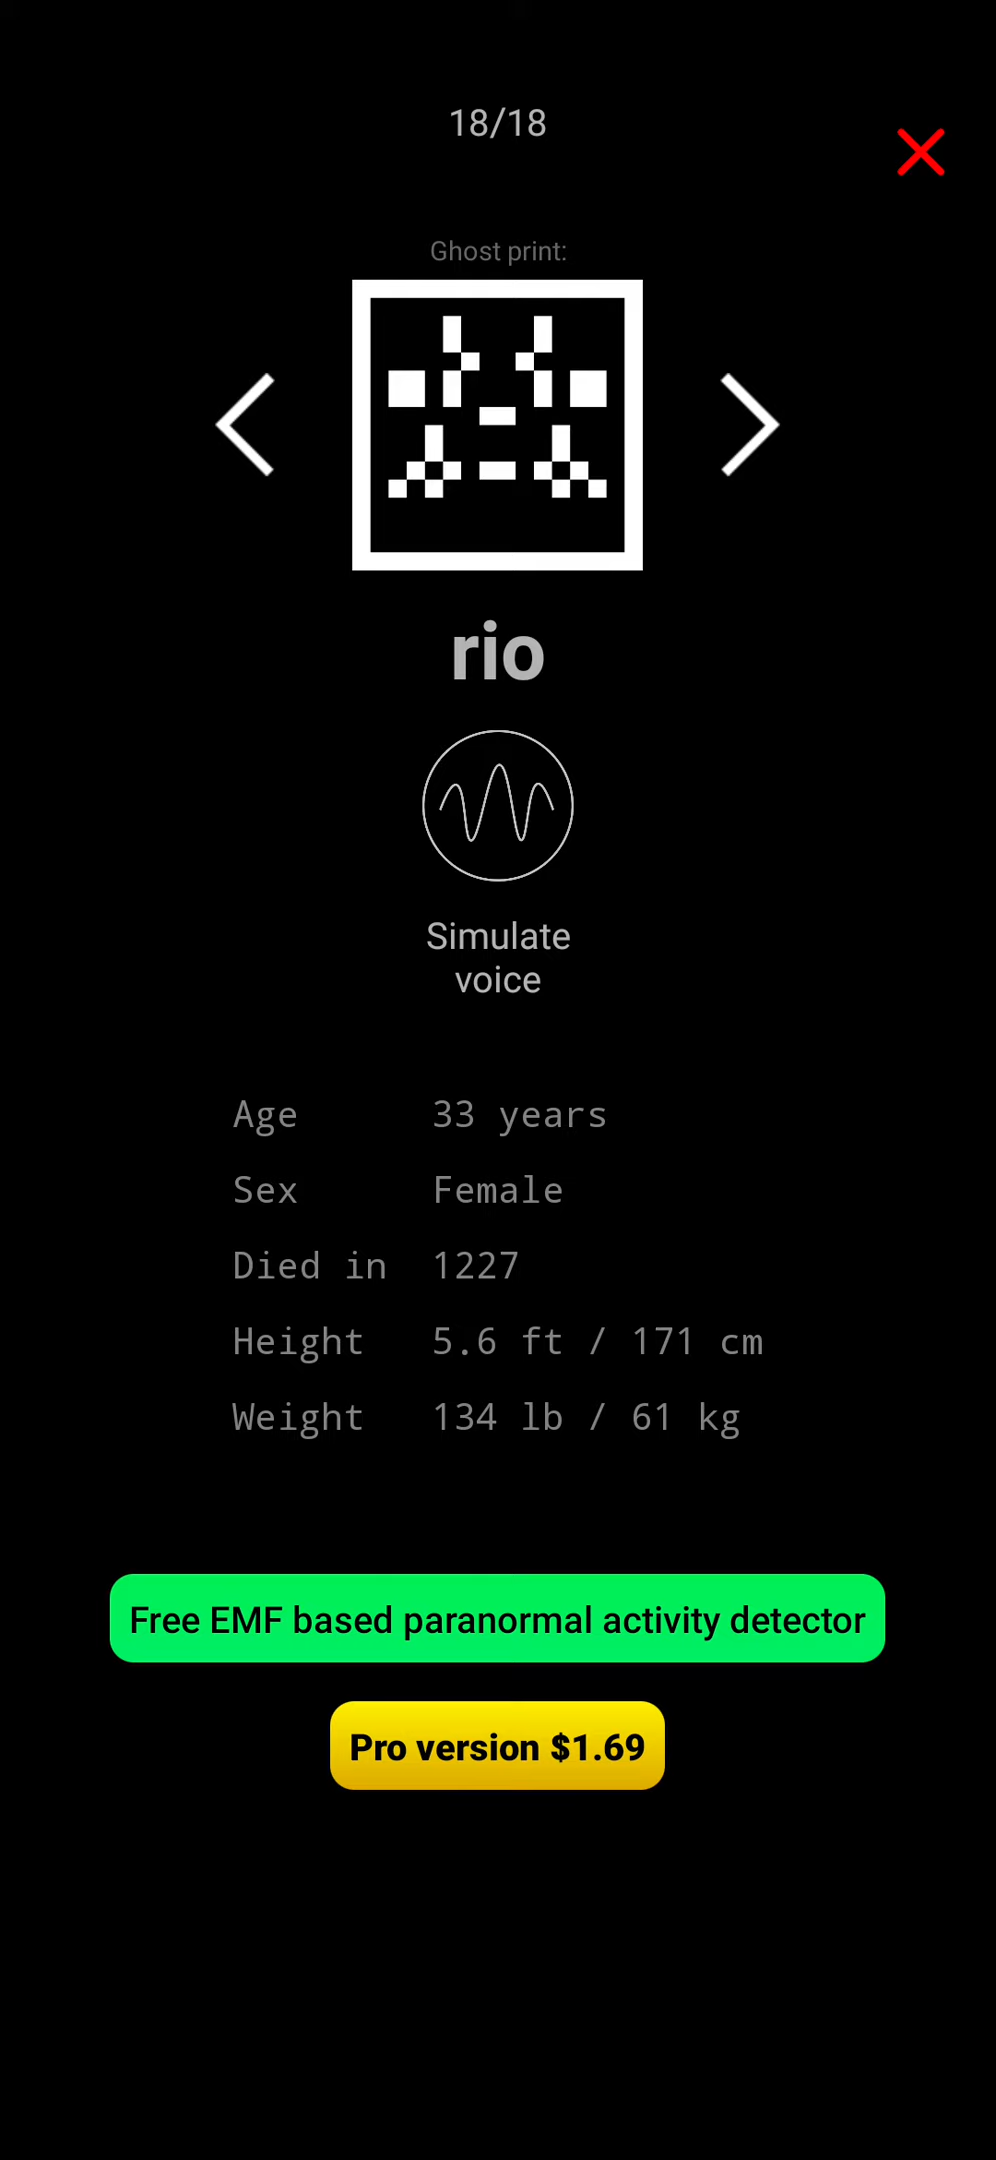 18/18
Ghost print:
rio
Simulate
voice
Age 33 years
Sex Female
Died in 1227
Height 5.6 ft / 171 cm
Weight 134 lb / 61 kg
Free EMF based paranormal activity detector
Pro version $1.69